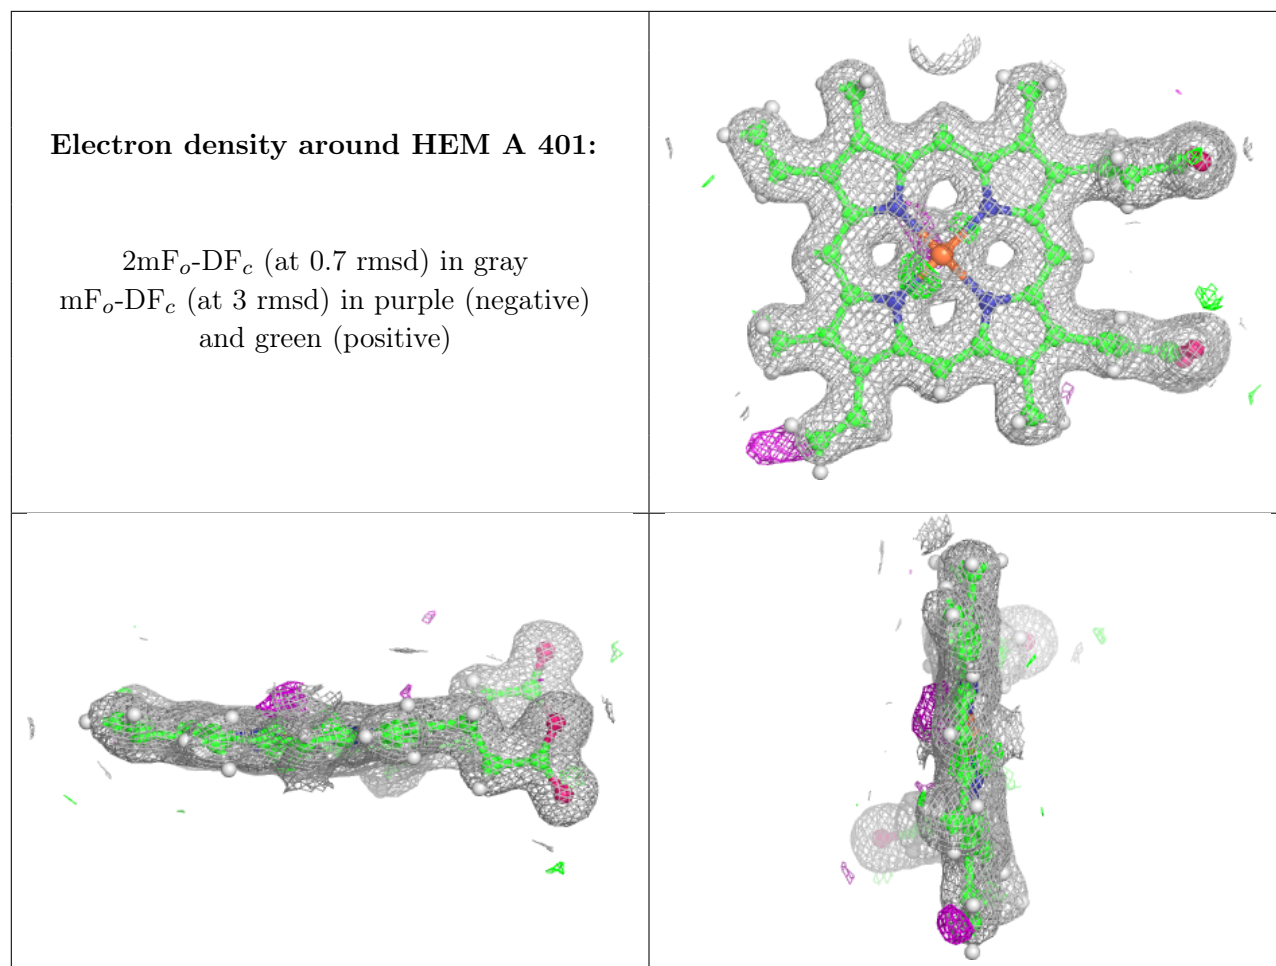 Electron density around HEM A 401:
2mFo-DFc (at 0.7 rmsd) in gray
mFo-DFc (at 3 rmsd) in purple (negative)
and green (positive)